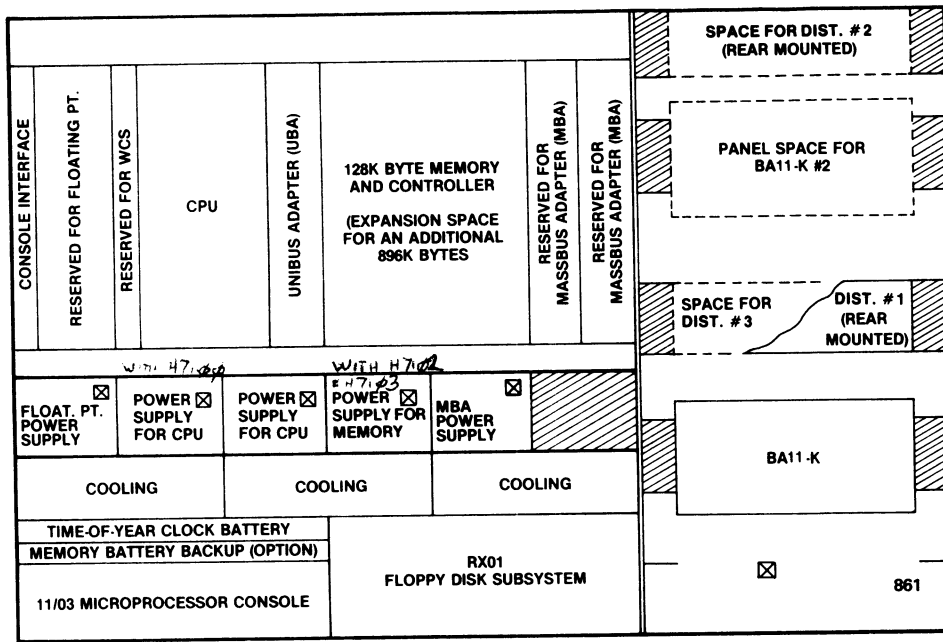 SPACE FOR DIST. #2
(REAR MOUNTED)
CONSOLE INTERFACE
RESERVED FOR FLOATING PT.
RESERVED FOR WCS
CPU
UNIBUS ADAPTER (UBA)
128K BYTE MEMORY
AND CONTROLLER
(EXPANSION SPACE
FOR AN ADDITIONAL
896K BYTES
RESERVED FOR
MASSBUS ADAPTER (MBA)
RESERVED FOR
MASSBUS ADAPTER (MBA)
PANEL SPACE FOR
BA11-K #2
SPACE FOR
DIST. #3
DIST. #1
(REAR
MOUNTED)
WITH H7100
WITH H7102
& H7103
FLOAT. PT.
POWER
SUPPLY
POWER
SUPPLY
FOR CPU
POWER
SUPPLY
FOR CPU
POWER
SUPPLY FOR
MEMORY
MBA
POWER
SUPPLY
BA11-K
COOLING
COOLING
COOLING
TIME-OF-YEAR CLOCK BATTERY
MEMORY BATTERY BACKUP (OPTION)
11/03 MICROPROCESSOR CONSOLE
RX01
FLOPPY DISK SUBSYSTEM
861